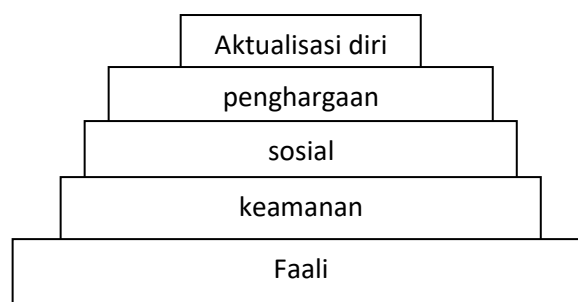 Aktualisasi diri
penghargaan
sosial
keamanan
Faali